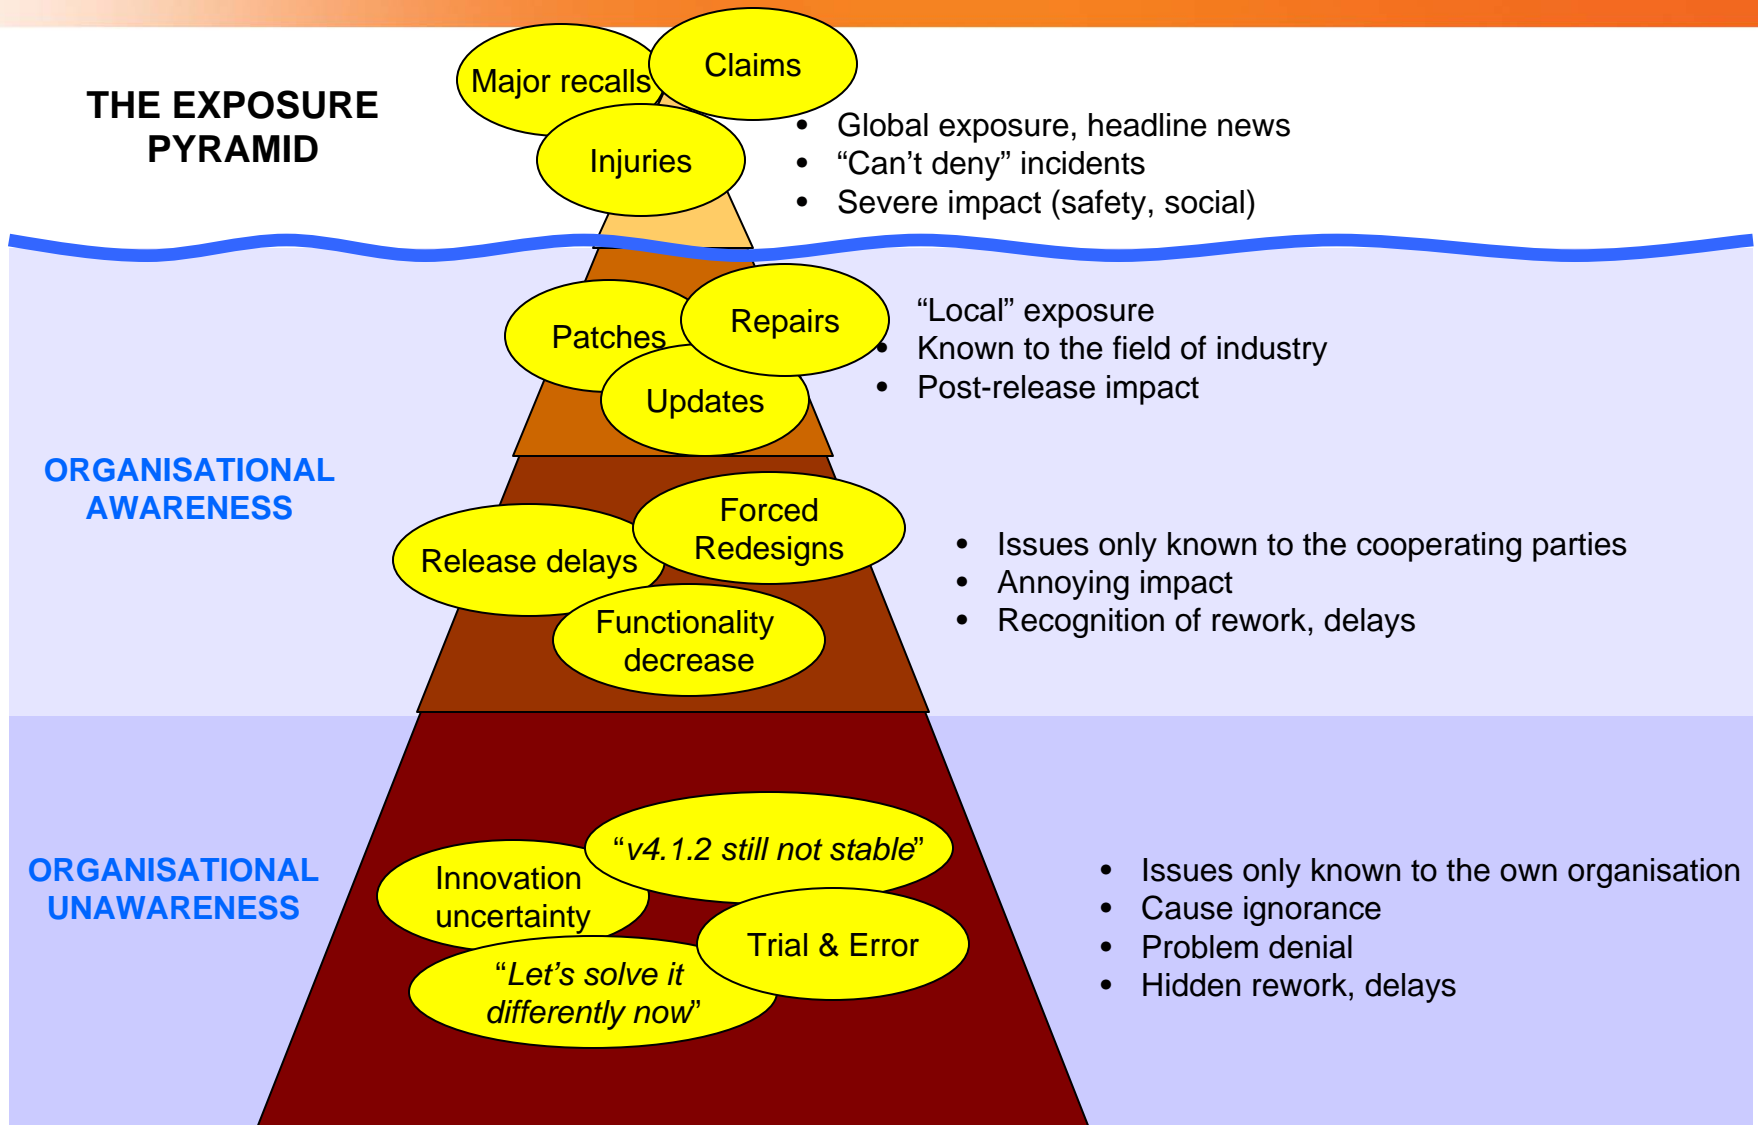 THE EXPOSURE
PYRAMID
Major recalls
Claims
Injuries
• Global exposure, headline news
• “Can’t deny” incidents
• Severe impact (safety, social)
ORGANISATIONAL
AWARENESS
Patches
Repairs
Updates
“Local” exposure
• Known to the field of industry
• Post-release impact
Release delays
Forced
Redesigns
Functionality
decrease
• Issues only known to the cooperating parties
• Annoying impact
• Recognition of rework, delays
ORGANISATIONAL
UNAWARENESS
Innovation
uncertainty
“v4.1.2 still not stable”
Trial & Error
“Let’s solve it
differently now”
• Issues only known to the own organisation
• Cause ignorance
• Problem denial
• Hidden rework, delays